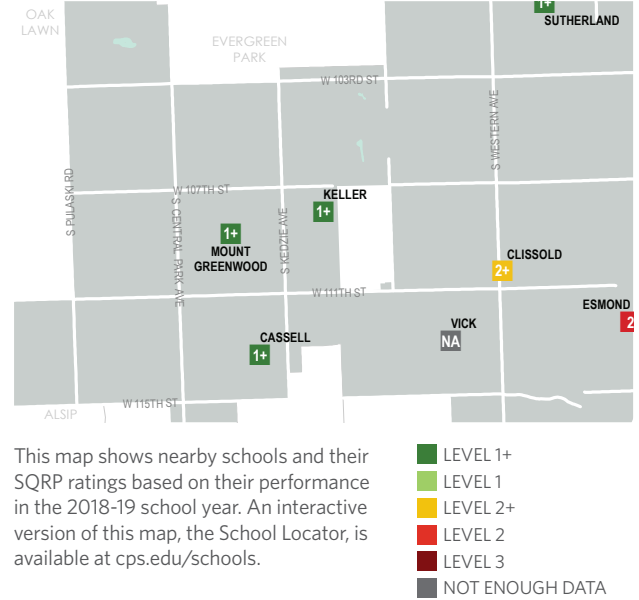 OAK
LAWN
1+
SUTHERLAND
EVERGREEN
PARK
W 103RD ST
S WESTERN AVE
S PULASKI RD
W 107TH ST
S CENTRAL PARK AVE
S KEDZIE AVE
KELLER
1+
1+
MOUNT
GREENWOOD
CLISSOLD
2+
W 111TH ST
ESMOND
2
VICK
NA
CASSELL
1+
W 115TH ST
ALSIP
This map shows nearby schools and their
SQRP ratings based on their performance
in the 2018-19 school year. An interactive
version of this map, the School Locator, is
available at cps.edu/schools.
LEVEL 1+
LEVEL 1
LEVEL 2+
LEVEL 2
LEVEL 3
NOT ENOUGH DATA